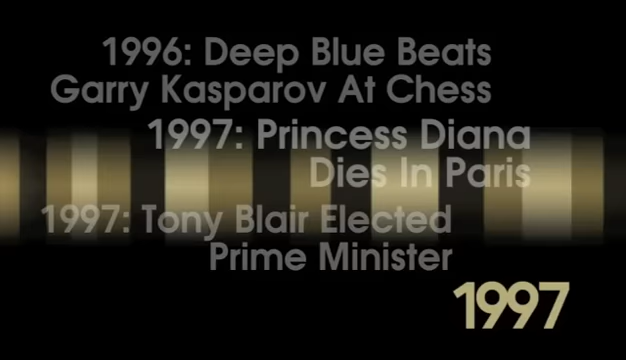 1996: Deep Blue Beats
Garry Kasparov At Chess
1997: Princess Diana
Dies In Paris
1997: Tony Blair Elected
Prime Minister
1997